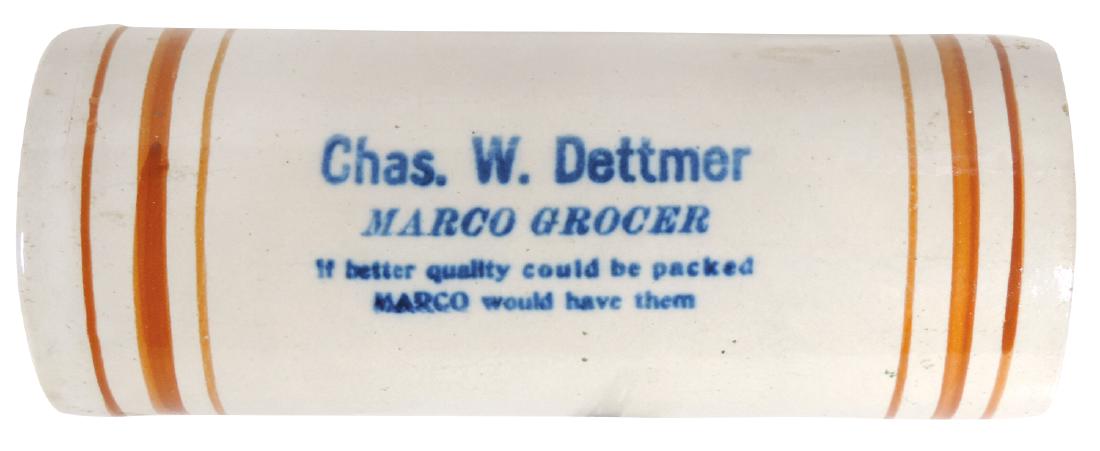 Chas. W. Dettmer
MARCO GROCER
If better quality could be packed
MARCO would have them